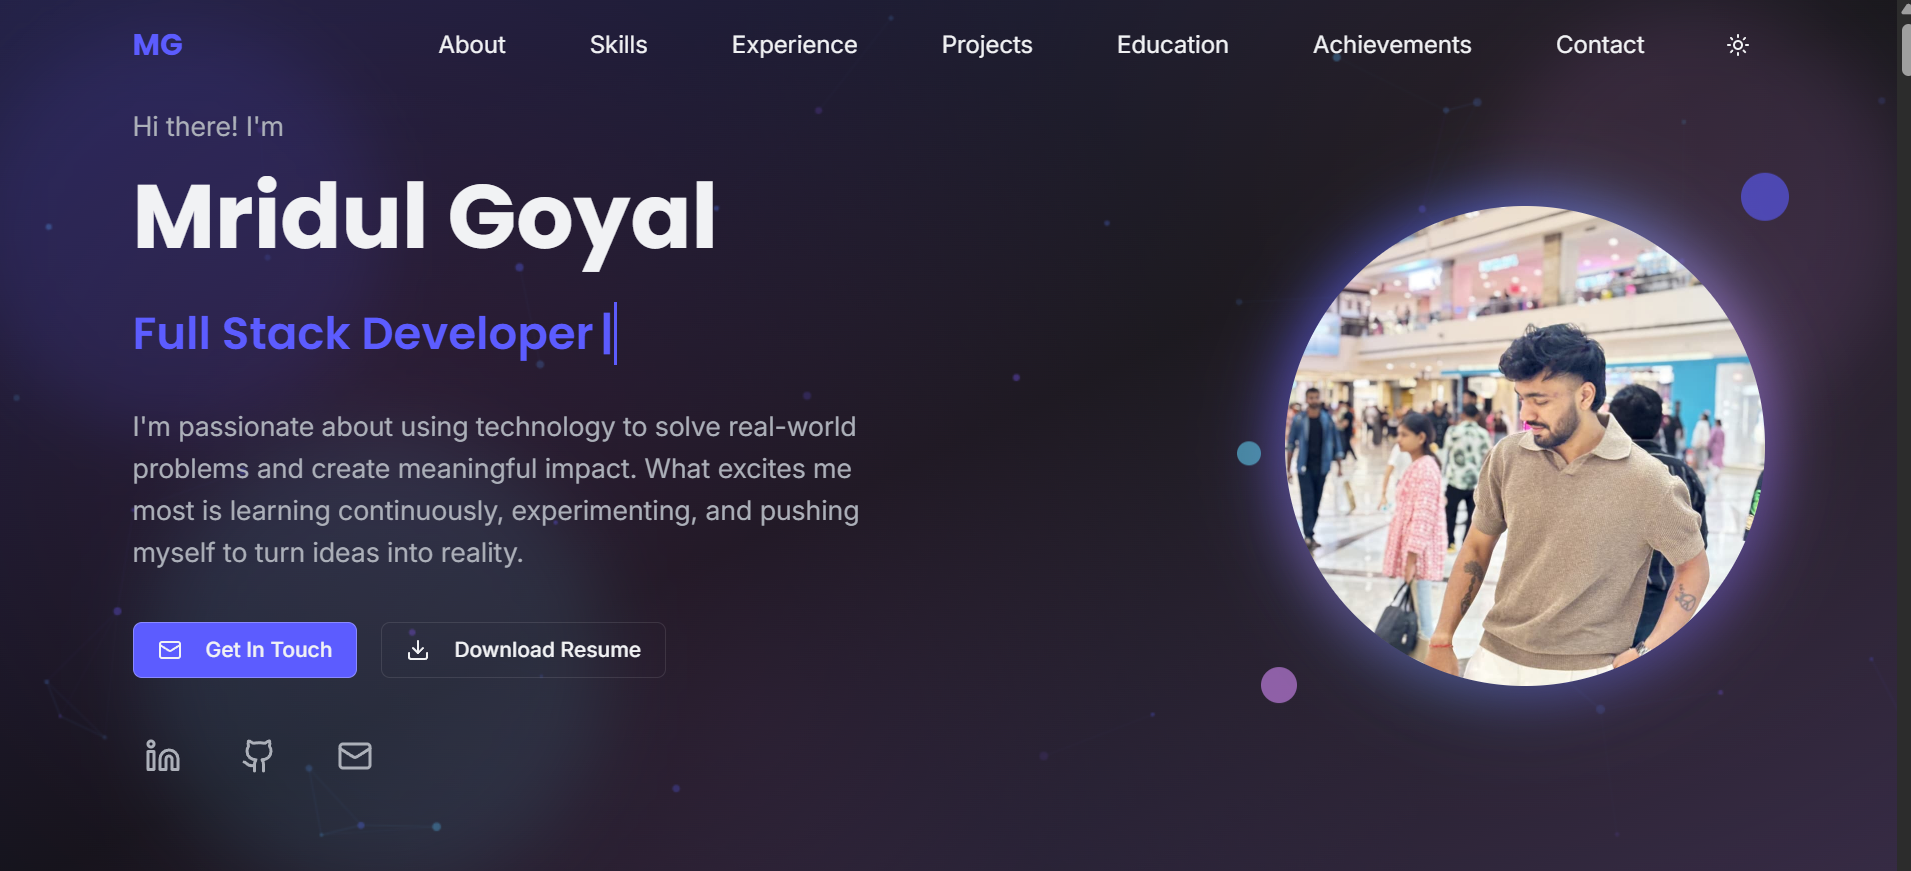 MG
About
Skills
Experience
Projects
Education
Achievements
Contact
Hi there! I'm
Mridul Goyal
Full Stack Developer |
I'm passionate about using technology to solve real-world
problems and create meaningful impact. What excites me
most is learning continuously, experimenting, and pushing
myself to turn ideas into reality.
Get In Touch
Download Resume